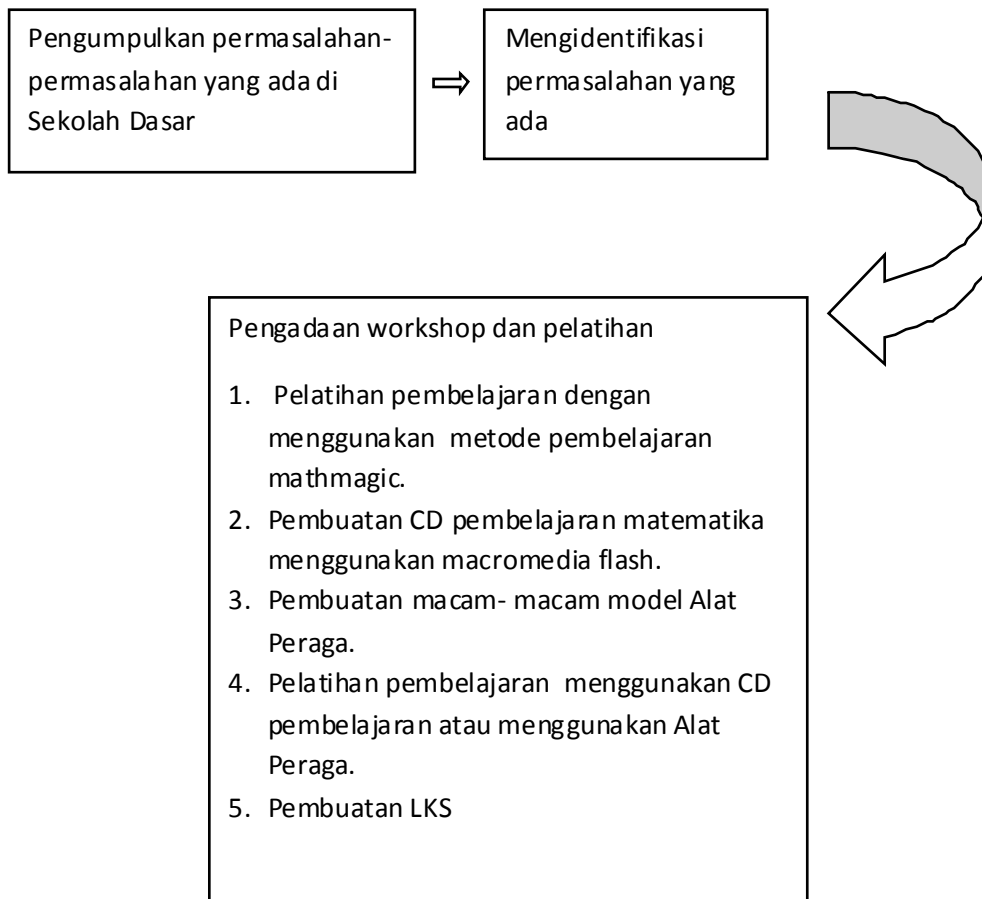 Pengumpulkan permasalahan-
permasalahan yang ada di
Sekolah Dasar
Mengidentifikasi
permasalahan yang
ada
Pengadaan workshop dan pelatihan
1. Pelatihan pembelajaran dengan
menggunakan metode pembelajaran
mathmagic.
2. Pembuatan CD pembelajaran matematika
menggunakan macromedia flash.
3. Pembuatan macam- macam model Alat
Peraga.
4. Pelatihan pembelajaran menggunakan CD
pembelajaran atau menggunakan Alat
Peraga.
5. Pembuatan LKS